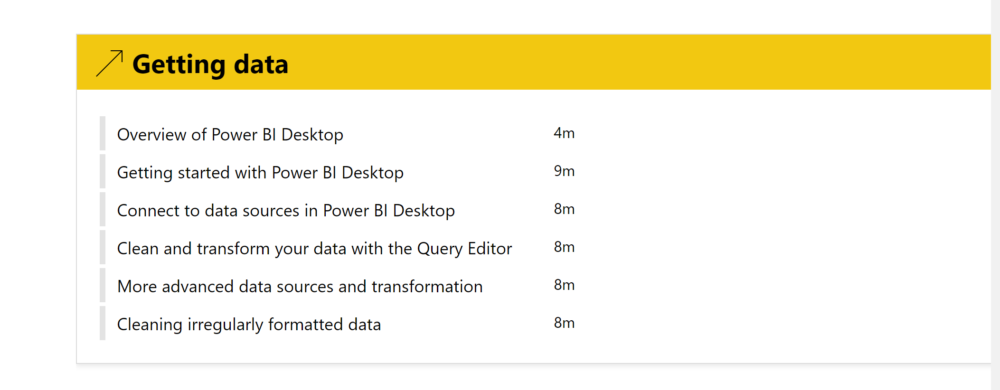 Getting data
Overview of Power BI Desktop 4m
Getting started with Power BI Desktop 9m
Connect to data sources in Power BI Desktop 8m
Clean and transform your data with the Query Editor 8m
More advanced data sources and transformation 8m
Cleaning irregularly formatted data 8m